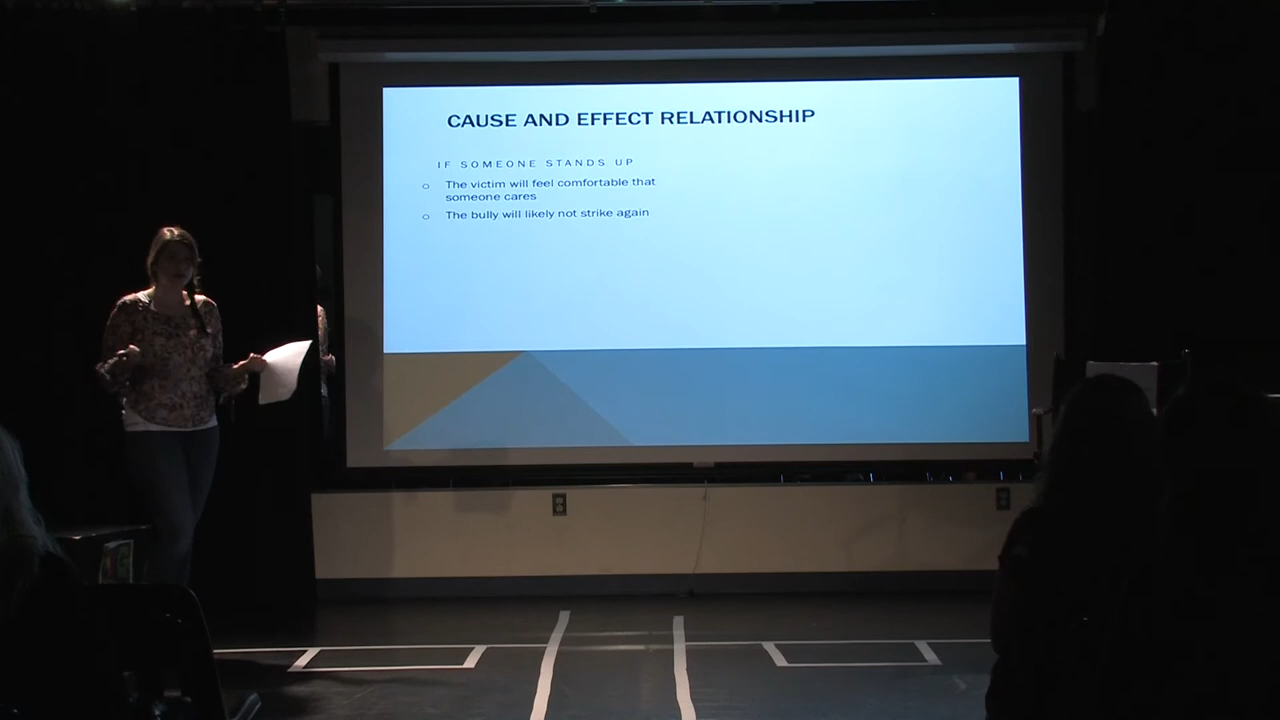 CAUSE AND EFFECT RELATIONSHIP
IF SOMEONE STANDS UP
o The victim will feel comfortable that
someone cares
o The bully will likely not strike again